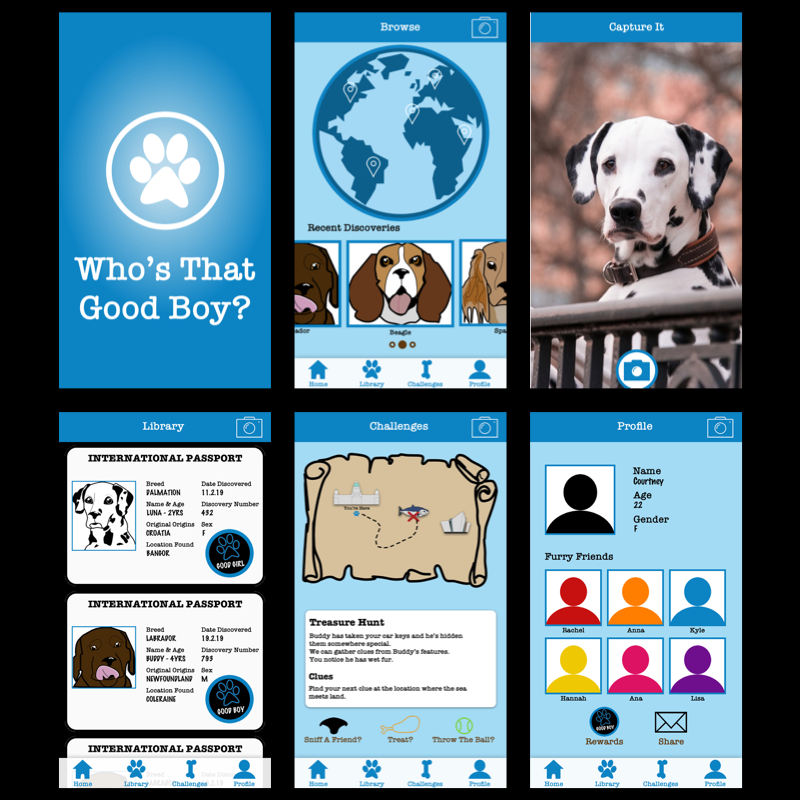 Who's That
Good Boy?
Browse
Recent Discoveries
ador
Beagle
Spa
Home
Library
Challenges
Profile
Capture It
Library
INTERNATIONAL PASSPORT
Breed
DALMATION
Date Discovered
11.2.19
Name & Age
LUNA - 2YRS
Discovery Number
432
Original Origins
CROATIA
Sex
F
Location Found
BANGOR
GOOD GIRL
INTERNATIONAL PASSPORT
Breed
LABRADOR
Date Discovered
19.2.19
Name & Age
BUDDY - 4YRS
Discovery Number
793
Original Origins
NEWFOUNDLAND
Sex
M
Location Found
COLERAINE
GOOD BOY
INTERNATIONAL PASSPORT
Home
Library
Challenges
Profile
Challenges
You're Here
Treasure Hunt
Buddy has taken your car keys and he's hidden
them somewhere special.
We can gather clues from Buddy's features.
You notice he has wet fur.
Clues
Find your next clue at the location where the sea
meets land.
Sniff A Friend?
Treat?
Throw The Ball?
Home
Library
Challenges
Profile
Profile
Name
Courtney
Age
22
Gender
F
Furry Friends
Rachel
Anna
Kyle
Hannah
Ana
Lisa
GOOD BOY
Rewards
Share
Home
Library
Challenges
Profile